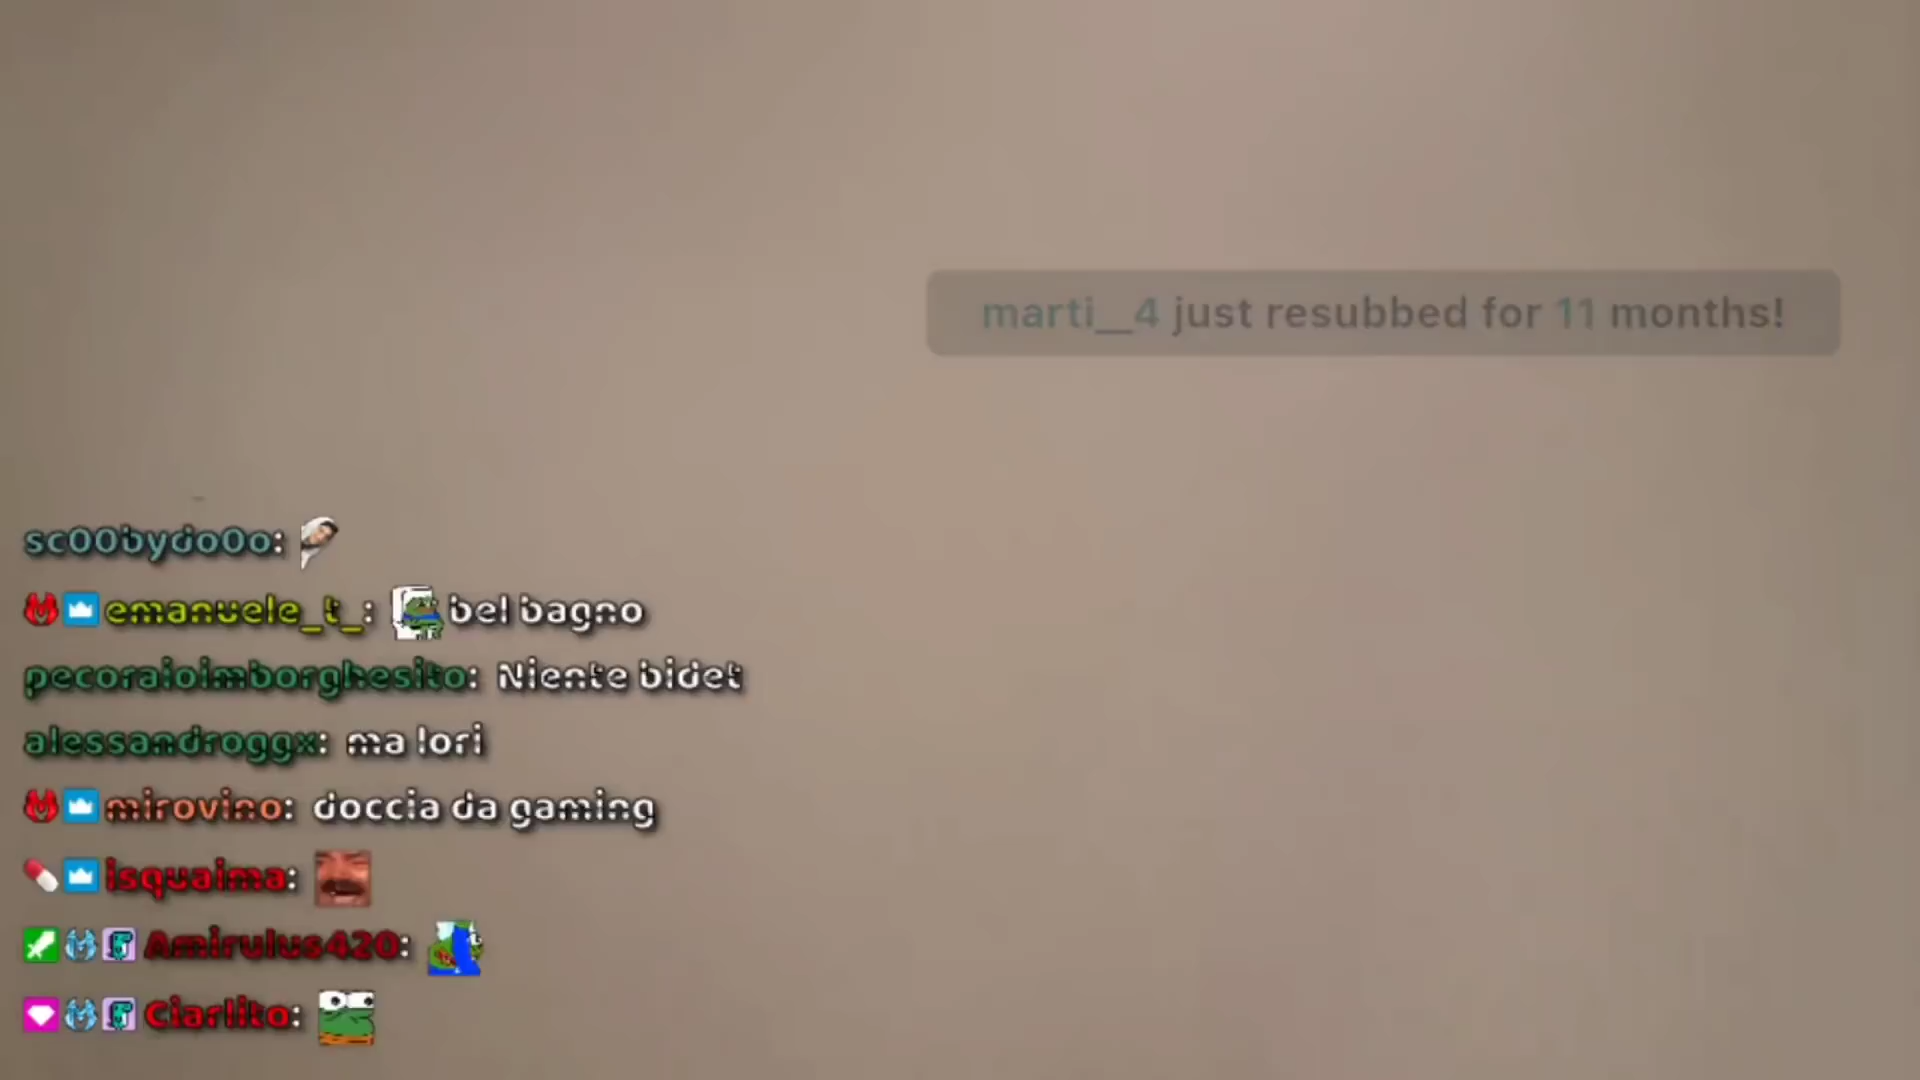 marti__4 just resubbed for 11 months!
sc00bydo0o:
emanuele_t_: bel bagno
pecoraioimborghesito: Niente bidet
alessandroggx: ma lori
mirovino: doccia da gaming
isquaima:
Amirulus420:
Ciarlito: